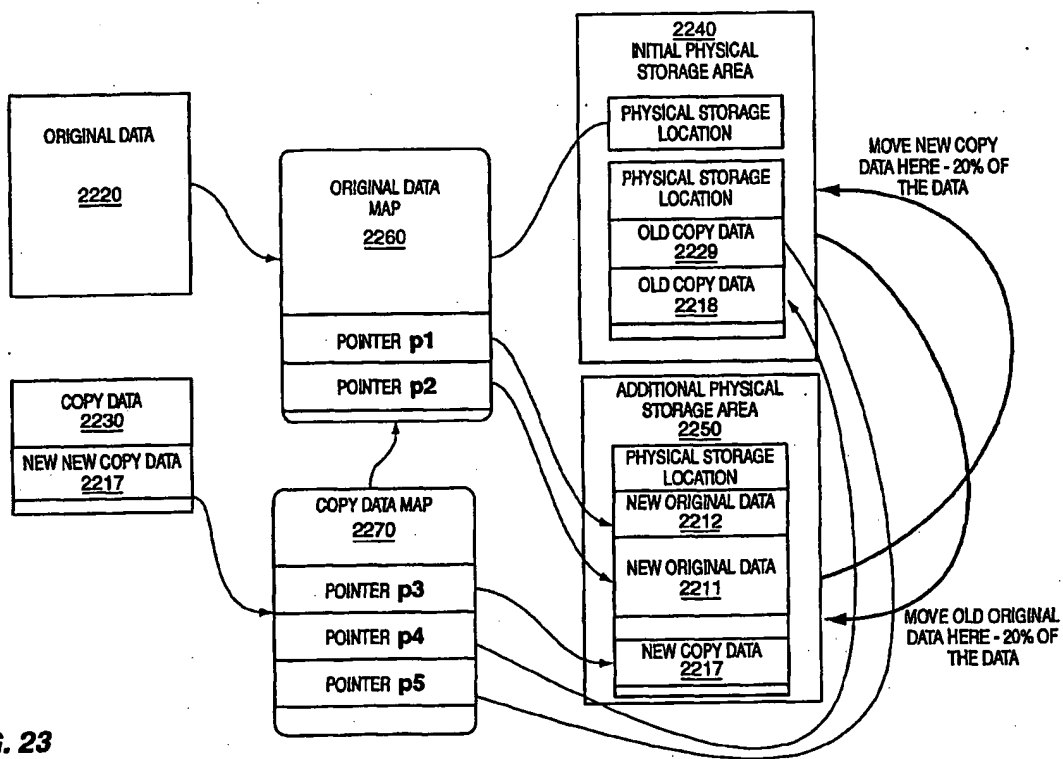 2240
INITIAL PHYSICAL
STORAGE AREA
PHYSICAL STORAGE
LOCATION
PHYSICAL STORAGE
LOCATION
OLD COPY DATA
2229
OLD COPY DATA
2218
ORIGINAL DATA
2220
ORIGINAL DATA
MAP
2260
POINTER p1
POINTER p2
MOVE NEW COPY
DATA HERE - 20% OF
THE DATA
COPY DATA
2230
NEW NEW COPY DATA
2217
COPY DATA MAP
2270
POINTER p3
POINTER p4
POINTER p5
ADDITIONAL PHYSICAL
STORAGE AREA
2250
PHYSICAL STORAGE
LOCATION
NEW ORIGINAL DATA
2212
NEW ORIGINAL DATA
2211
NEW COPY DATA
2217
MOVE OLD ORIGINAL
DATA HERE - 20% OF
THE DATA
. 23